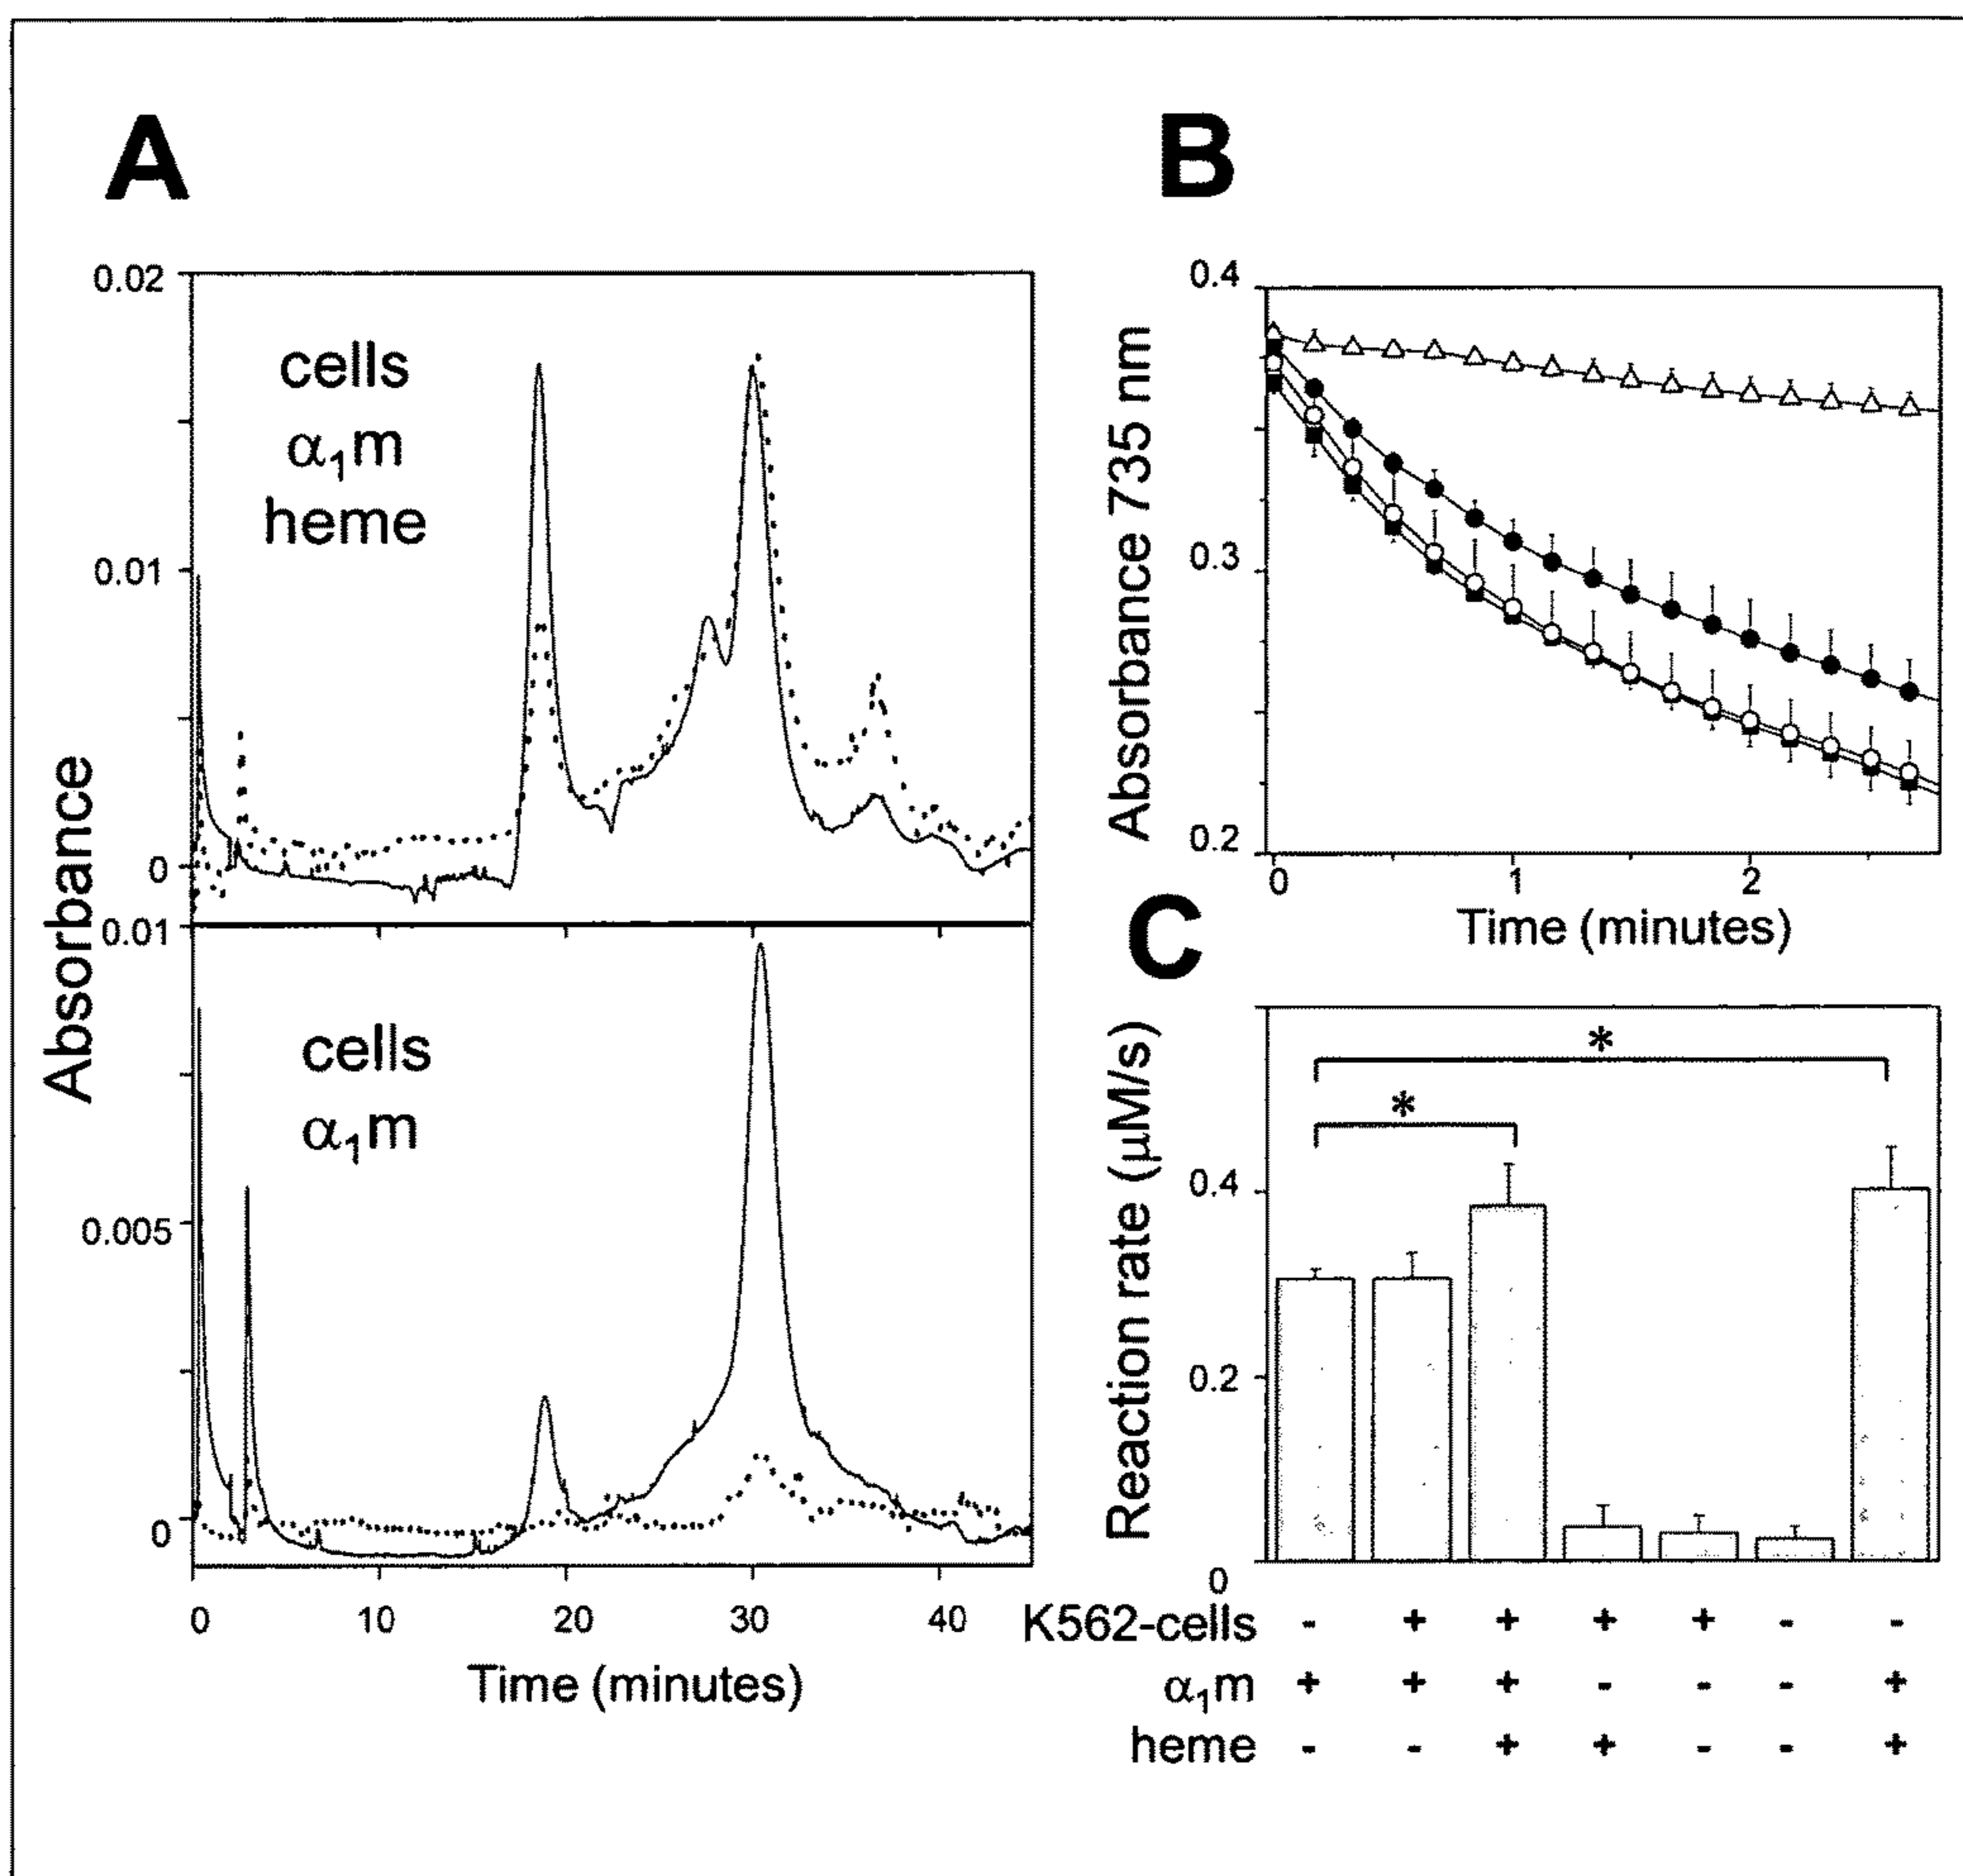 A
0.02
cells
α₁m
heme
0.01
0
Absorbance
0.01
cells
α₁m
0.005
0
0 10 20 30 40
Time (minutes)
B
0.4
0.3
0.2
Absorbance 735 nm
0 1 2
Time (minutes)
C
Reaction rate (µM/s)
*
*
0.4
0.2
0
K562-cells - + + + + - -
α₁m + + + - - - +
heme - - + + - - +